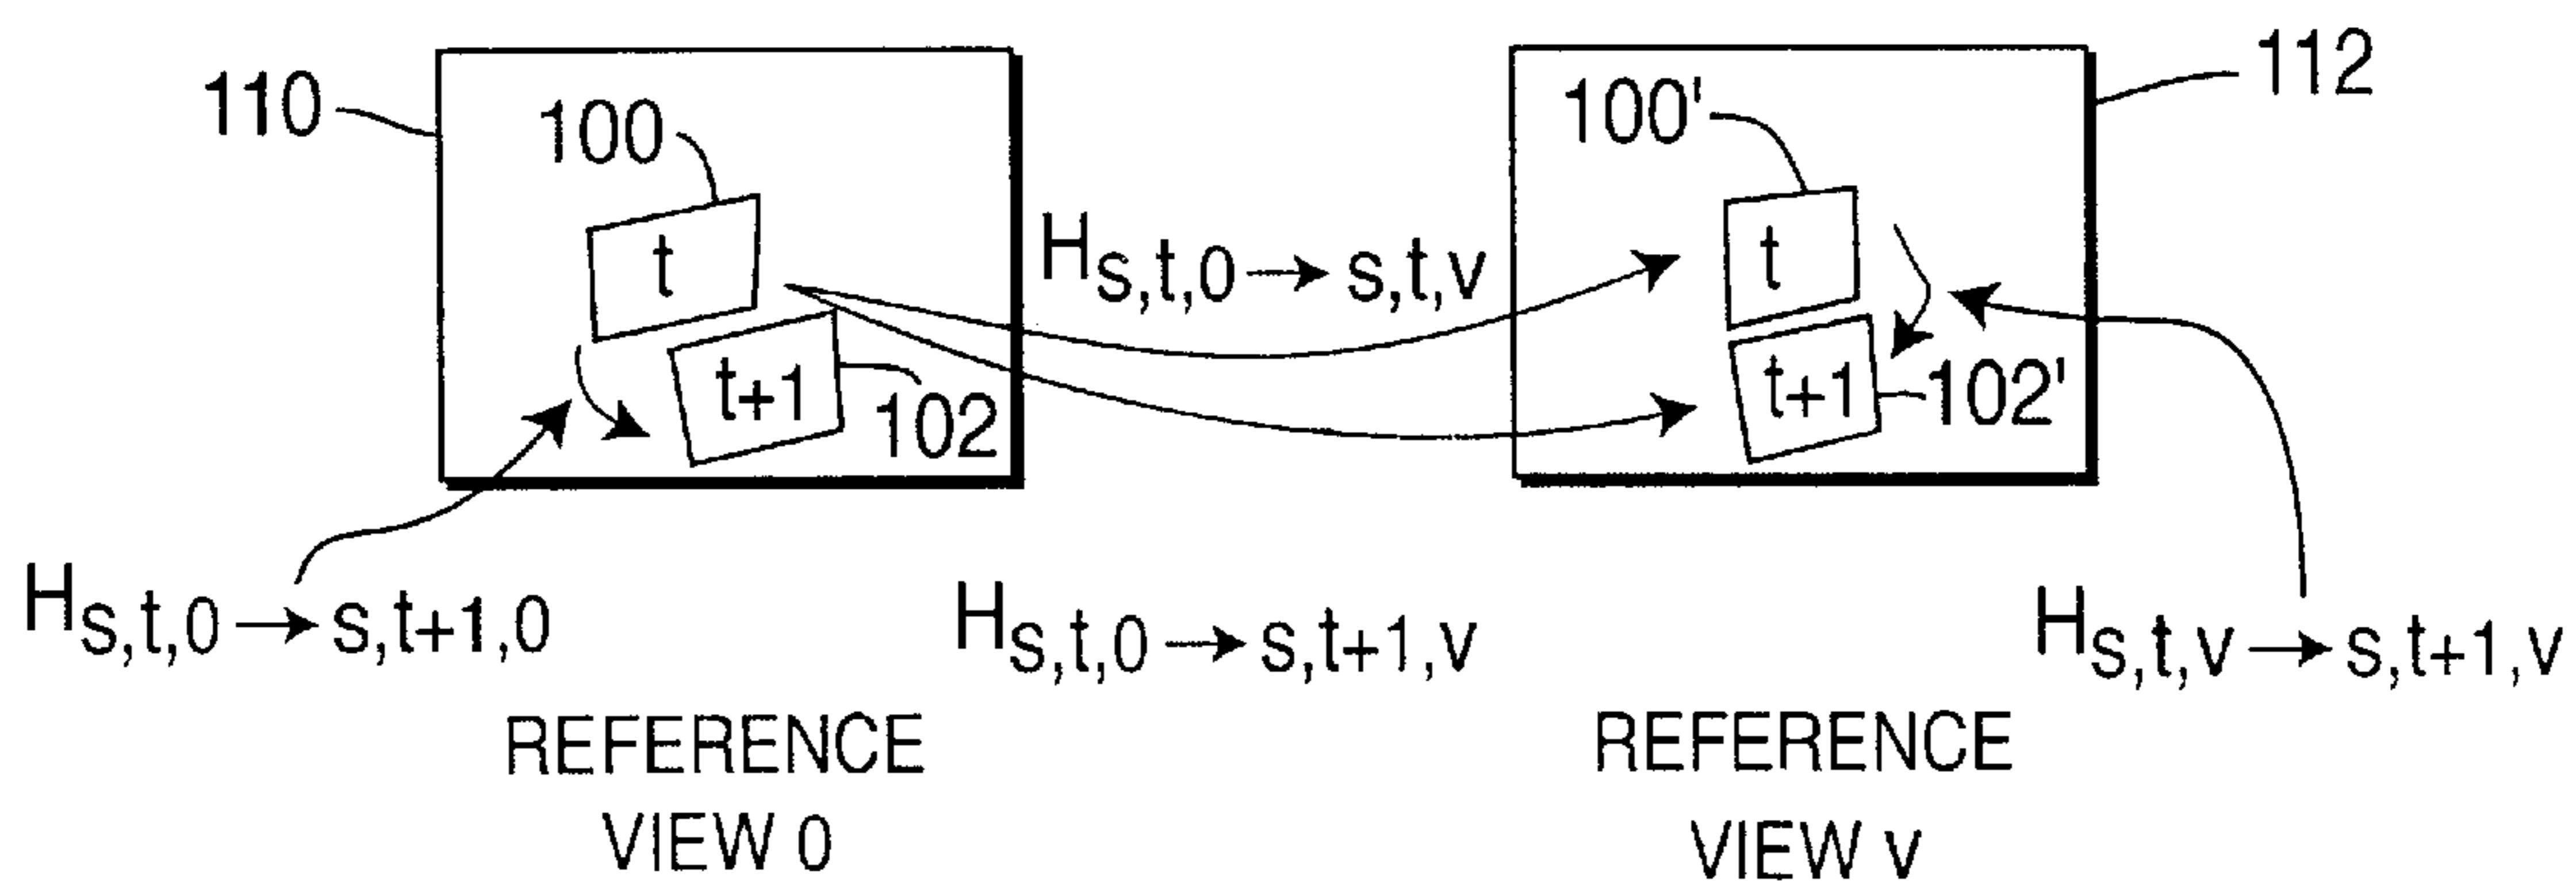 110
100
t
t+1
102
H s,t,0 → s,t,v
100'
112
t
t+1
102'
H s,t,0 → s,t+1,0
H s,t,0 → s,t+1,v
H s,t,v → s,t+1,v
REFERENCE
VIEW 0
REFERENCE
VIEW v